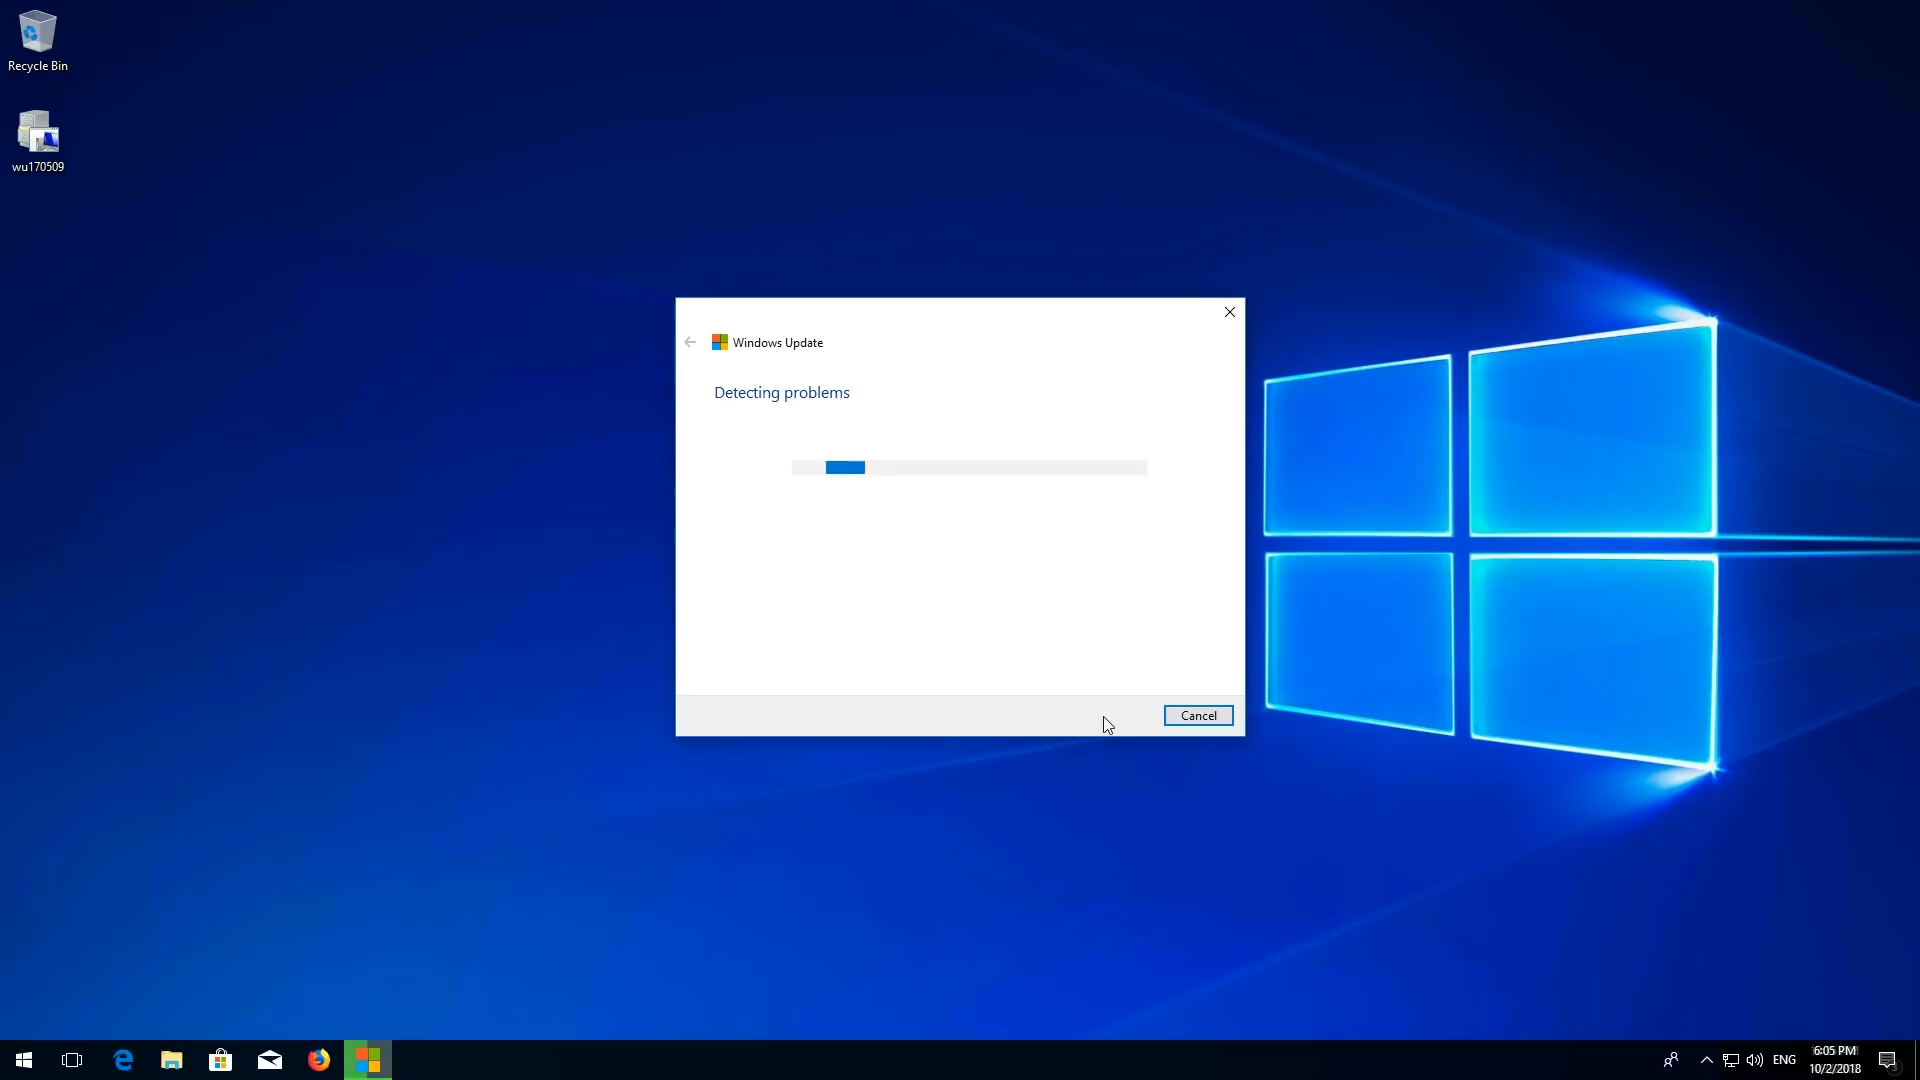 Recycle Bin
wu170509
Windows Update
Detecting problems
Cancel
ENG
6:05 PM
10/2/2018